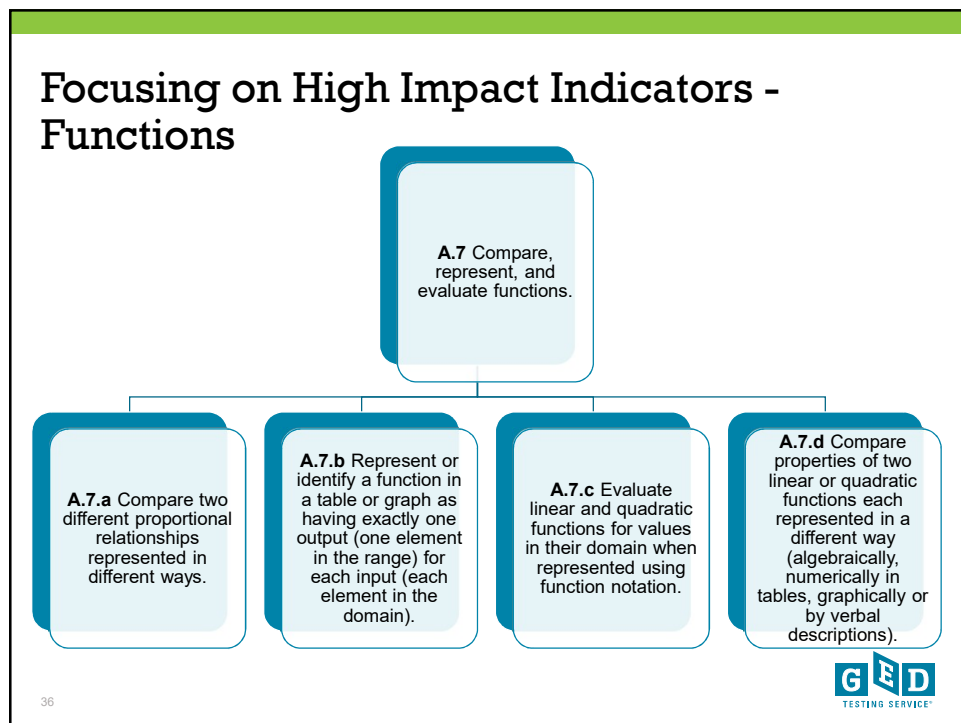 Focusing on High Impact Indicators -
Functions
A.7 Compare,
represent, and
evaluate functions.
A.7.a Compare two
different proportional
relationships
represented in
different ways.
A.7.b Represent or
identify a function in
a table or graph as
having exactly one
output (one element
in the range) for
each input (each
element in the
domain).
A.7.c Evaluate
linear and quadratic
functions for values
in their domain when
represented using
function notation.
A.7.d Compare
properties of two
linear or quadratic
functions each
represented in a
different way
(algebraically,
numerically in
tables, graphically or
by verbal
descriptions).
36
GED
TESTING SERVICE®